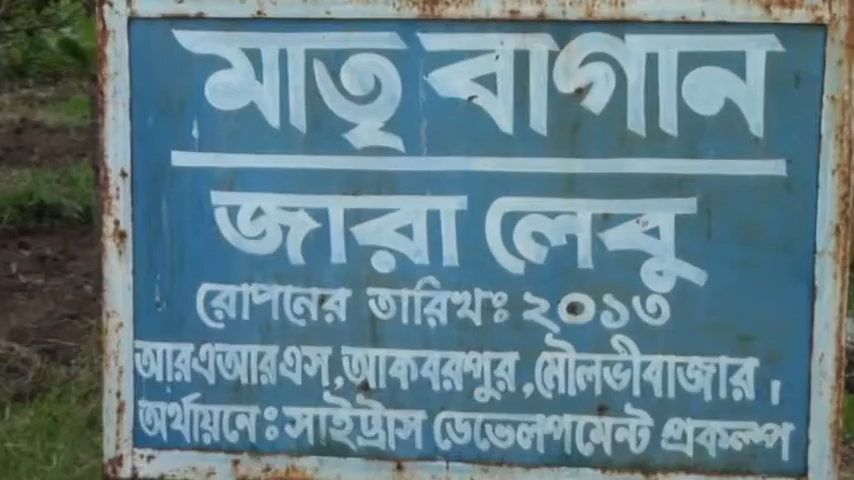 মাতৃ বাগান
জারা লেবু
রোপনের তারিখঃ ২০১৩
আরএআরএস,আকবরপুর,মৌলভীবাজার।
অর্থায়নেঃ সাইট্রাস ডেভেলপমেন্ট প্রকল্প